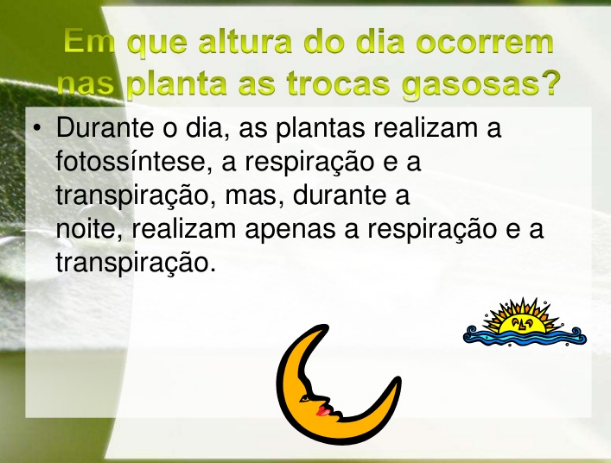 Em que altura do dia ocorrem
nas planta as trocas gasosas?
• Durante o dia, as plantas realizam a
fotossíntese, a respiração e a
transpiração, mas, durante a
noite, realizam apenas a respiração e a
transpiração.